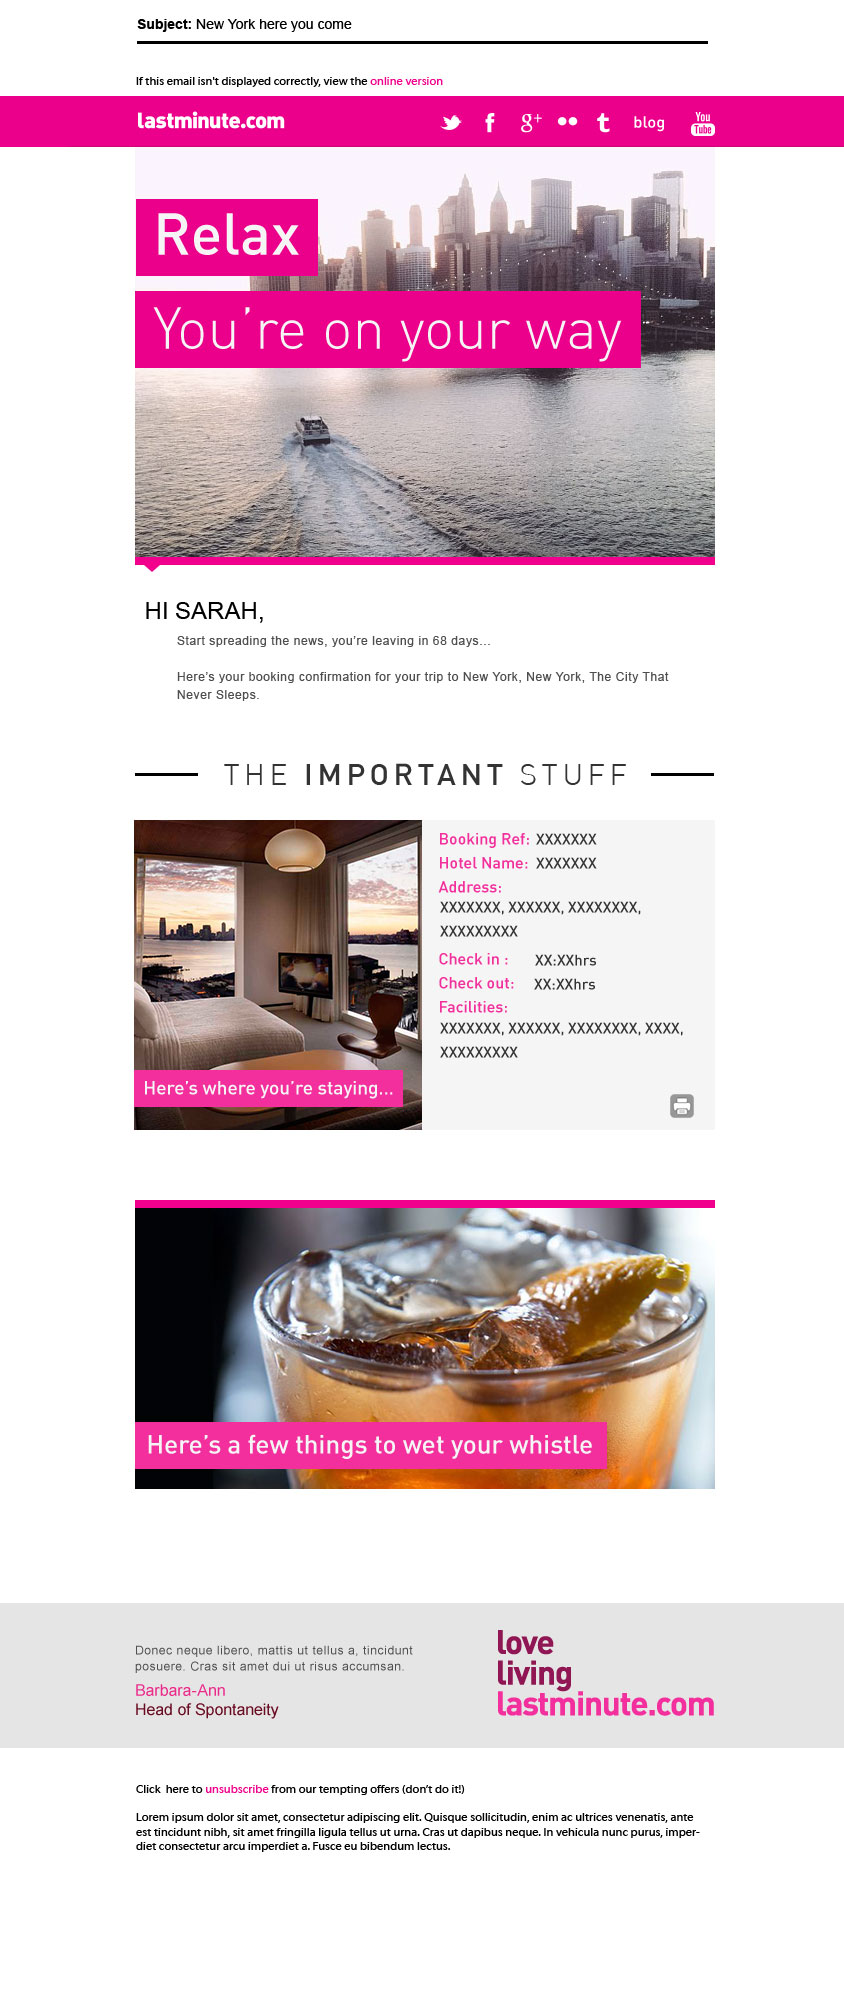 Subject: New York here you come
If this email isn't displayed correctly, view the online version
lastminute.com
f g+ t blog You Tube
Relax
You're on your way
HI SARAH,
Start spreading the news, you're leaving in 68 days...
Here's your booking confirmation for your trip to New York, New York, The City That
Never Sleeps.
THE IMPORTANT STUFF
Booking Ref: XXXXXXX
Hotel Name: XXXXXXX
Address:
XXXXXXX, XXXXXX, XXXXXXXX,
XXXXXXXXX
Check in : XX:XXhrs
Check out: XX:XXhrs
Facilities:
XXXXXXX, XXXXXX, XXXXXXXX, XXXX,
XXXXXXXXX
Here's where you're staying...
Here's a few things to wet your whistle
Donec neque libero, mattis ut tellus a, tincidunt
posuere. Cras sit amet dui ut risus accumsan.
Barbara-Ann
Head of Spontaneity
love
living
lastminute.com
Click  here to unsubscribe from our tempting offers (don't do it!)
Lorem ipsum dolor sit amet, consectetur adipiscing elit. Quisque sollicitudin, enim ac ultrices venenatis, ante
est tincidunt nibh, sit amet fringilla ligula tellus ut urna. Cras ut dapibus neque. In vehicula nunc purus, imper-
diet consectetur arcu imperdiet a. Fusce eu bibendum lectus.